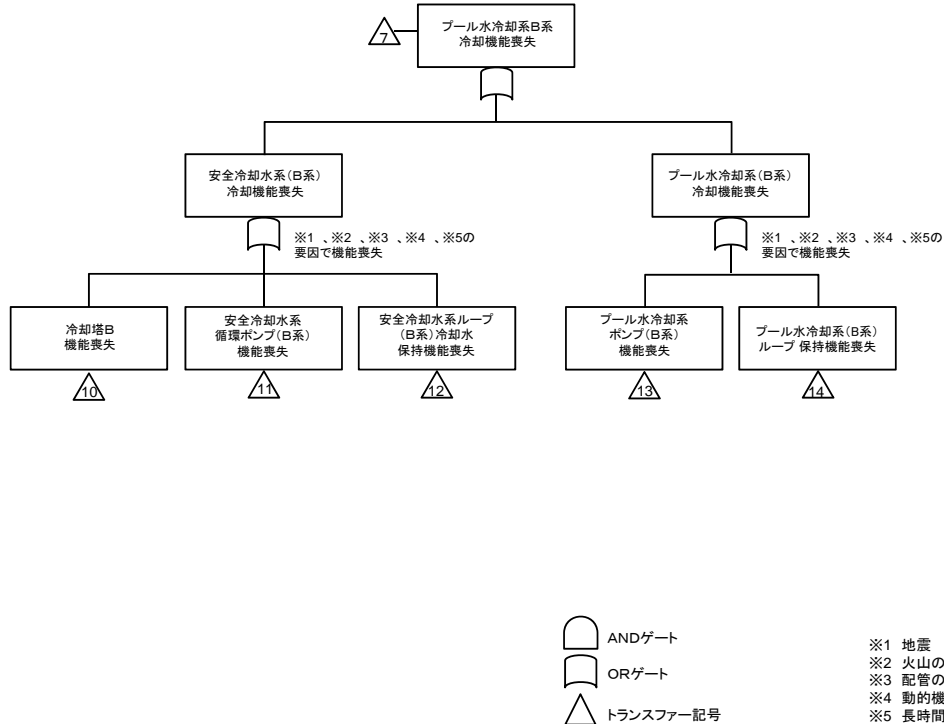 プール水冷却系B系
冷却機能喪失
7
安全冷却水系(B系)
冷却機能喪失
プール水冷却系(B系)
冷却機能喪失
※1 、※2 、※3 、※4 、※5の
要因で機能喪失
※1 、※2 、※3 、※4 、※5の
要因で機能喪失
冷却塔B
機能喪失
安全冷却水系
循環ポンプ(B系)
機能喪失
安全冷却水系ループ
(B系)冷却水
保持機能喪失
プール水冷却系
ポンプ(B系)
機能喪失
プール水冷却系(B系)
ループ 保持機能喪失
10
11
12
13
14
ANDゲート
ORゲート
トランスファー記号
※1 地震
※2 火山の
※3 配管の
※4 動的機
※5 長時間